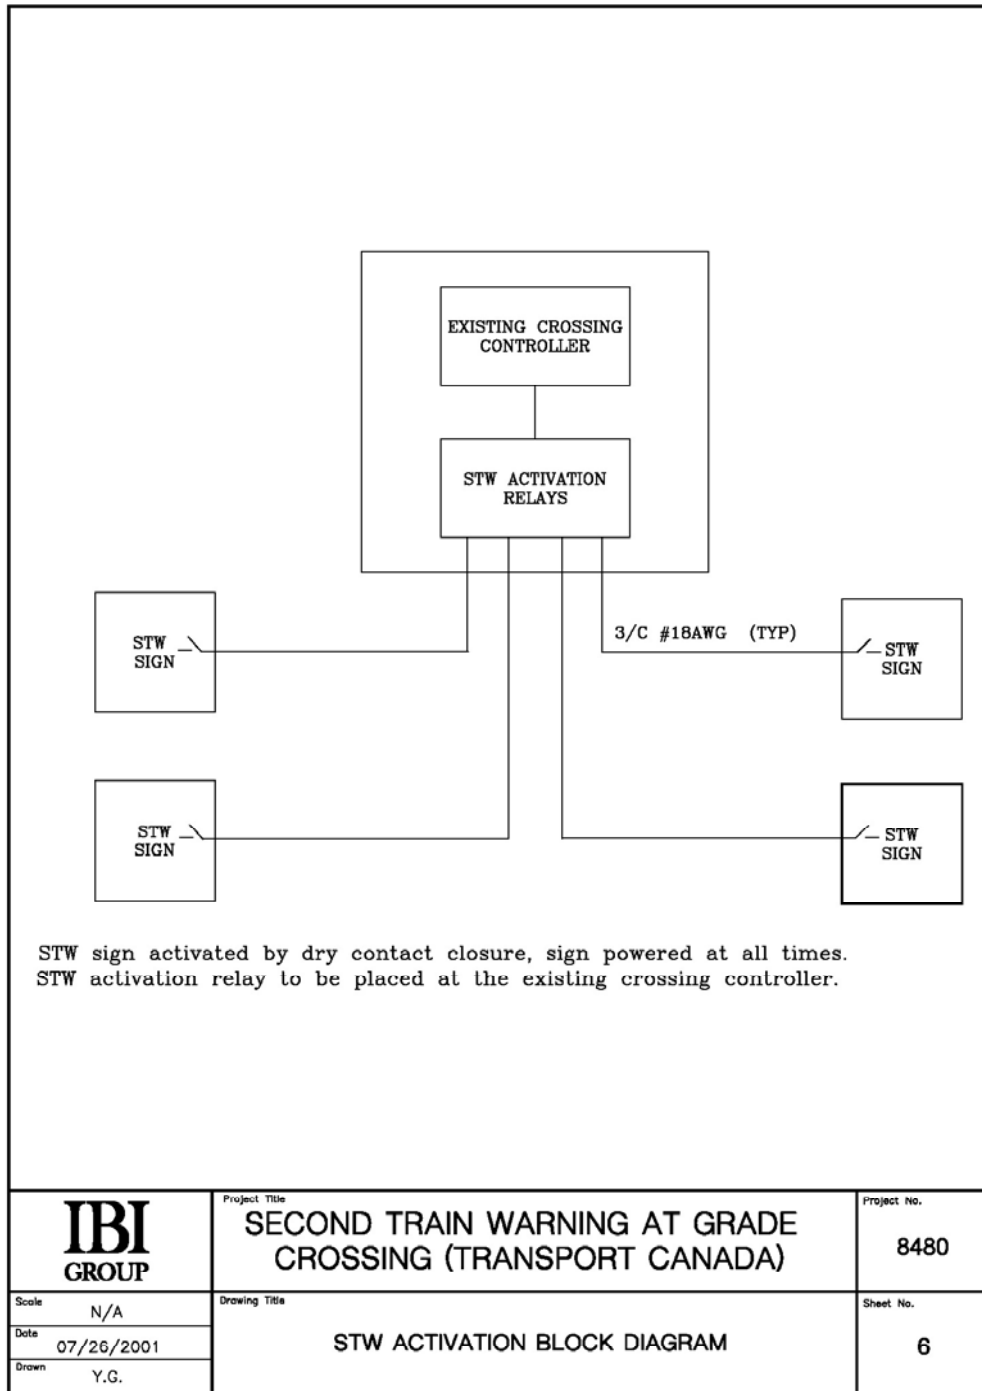 EXISTING CROSSING
CONTROLLER
STW ACTIVATION
RELAYS
STW
SIGN
3/C #18AWG (TYP)
STW
SIGN
STW
SIGN
STW
SIGN
STW sign activated by dry contact closure, sign powered at all times.
STW activation relay to be placed at the existing crossing controller.
IBI
GROUP
Project Title
SECOND TRAIN WARNING AT GRADE
CROSSING (TRANSPORT CANADA)
Project No.
8480
Scale
N/A
Date
07/26/2001
Drawn
Y.G.
Drawing Title
STW ACTIVATION BLOCK DIAGRAM
Sheet No.
6